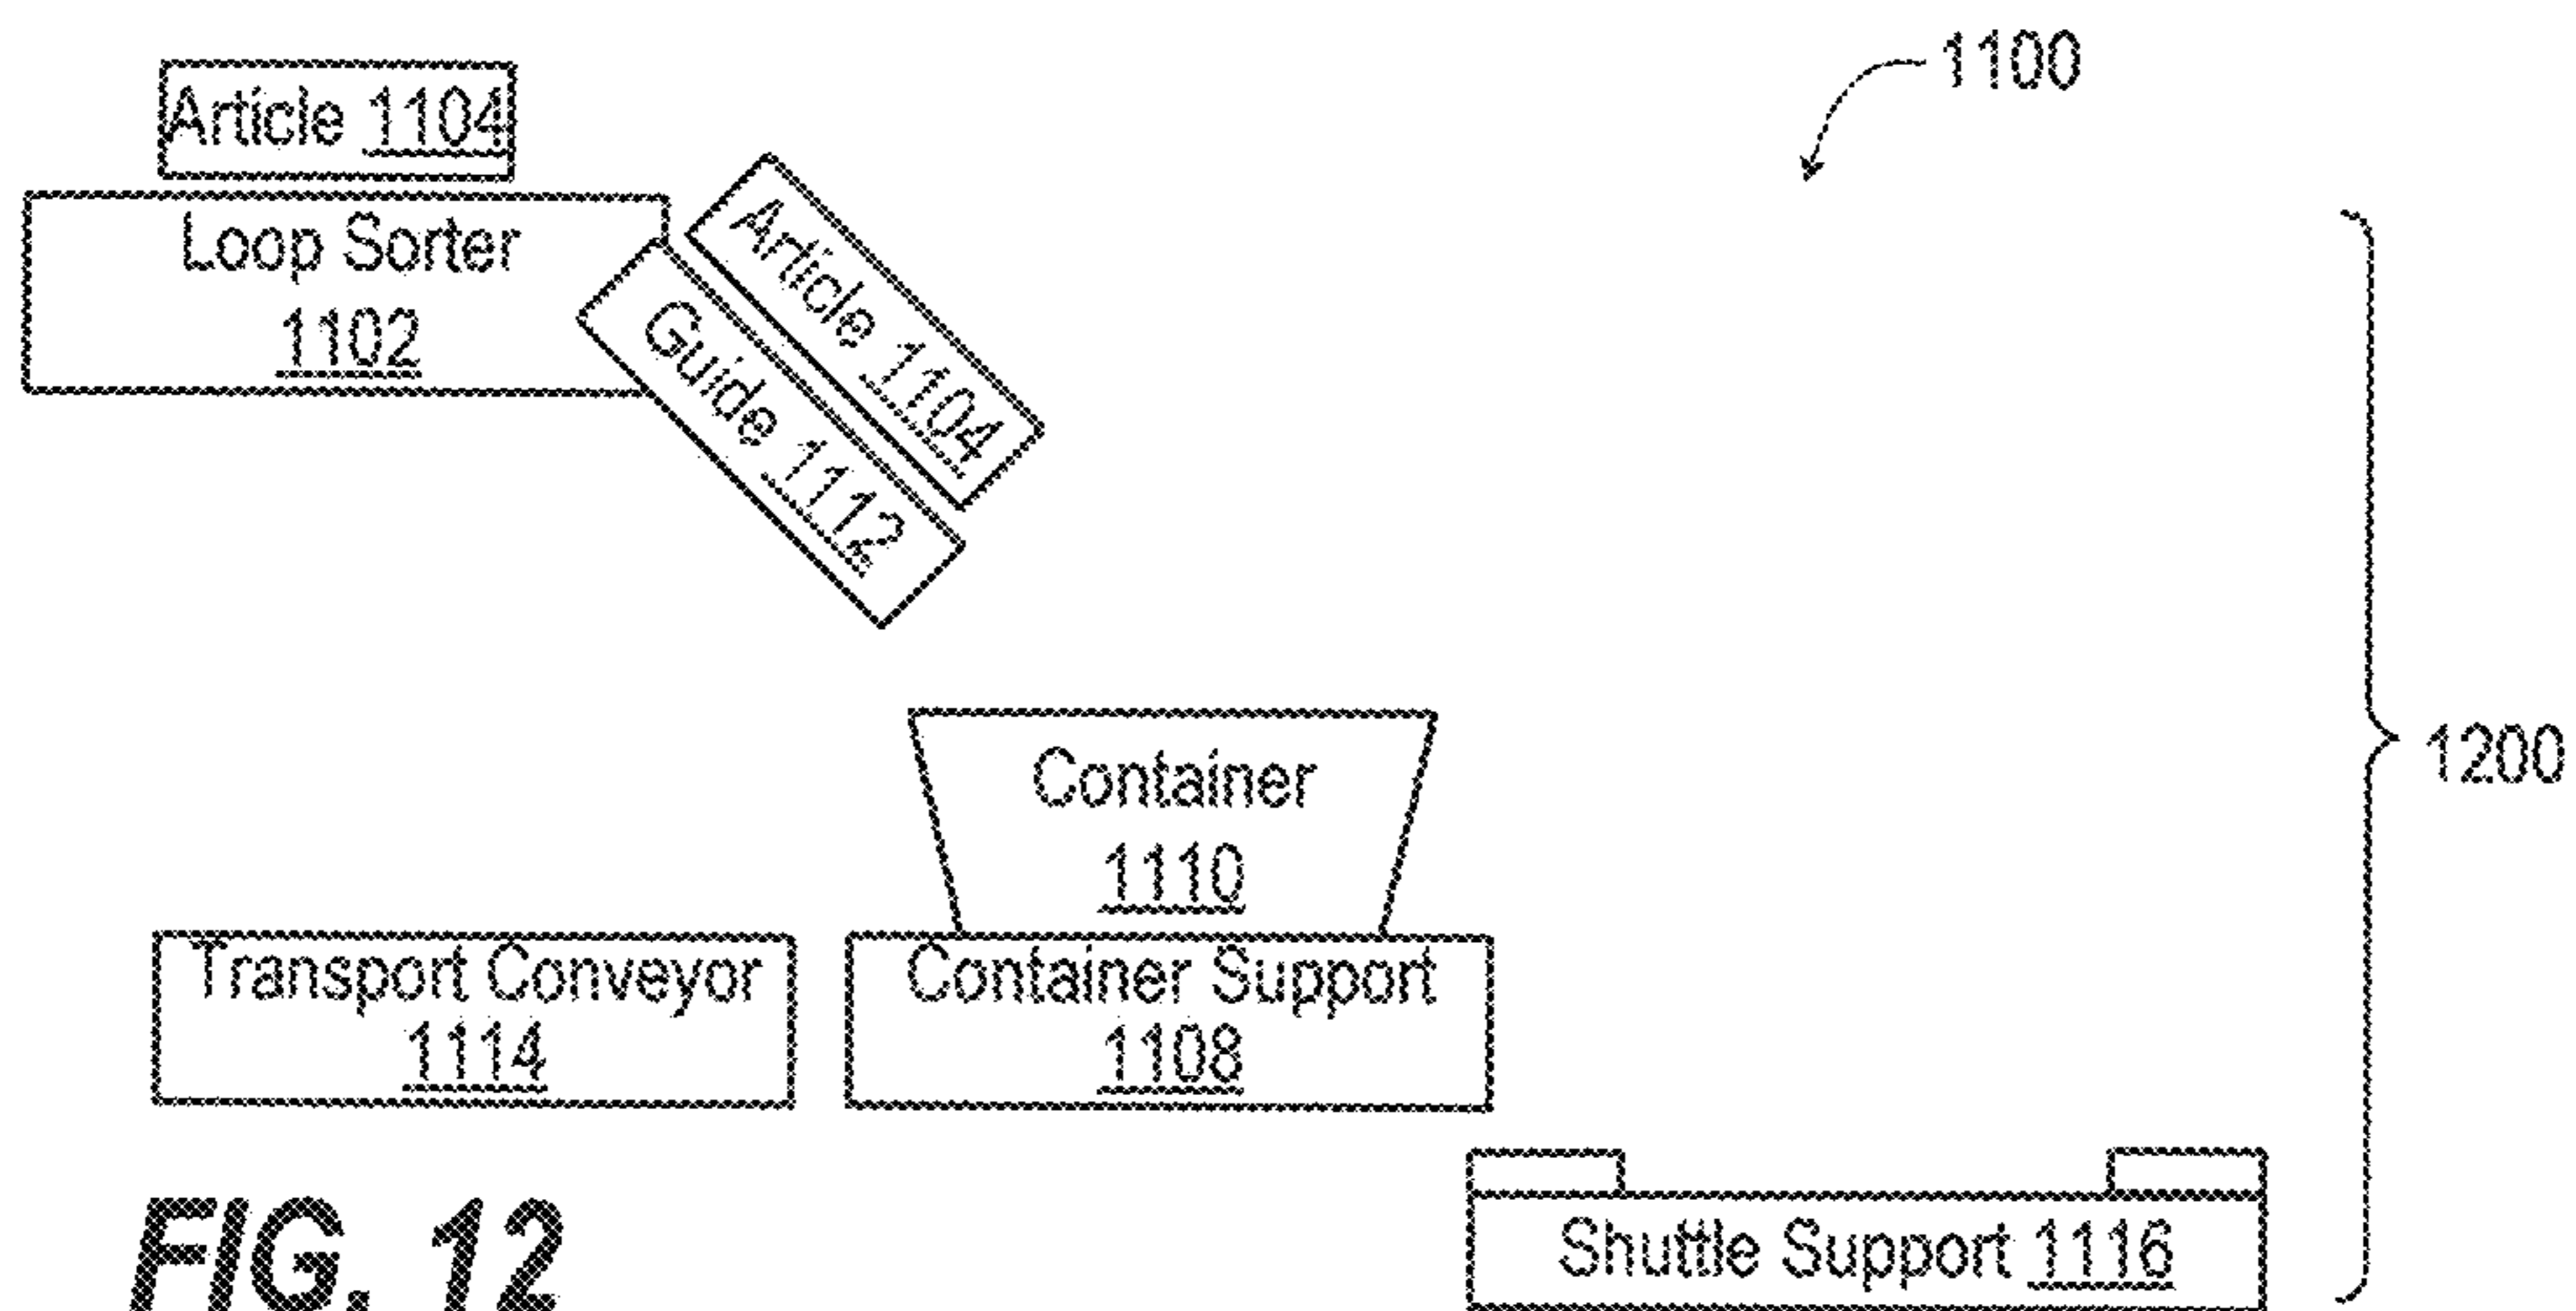 1100
Article 1104
Loop Sorter
1102
Article 1104
Guide 1112
1200
Container
1110
Transport Conveyor
1114
Container Support
1108
Shuttle Support 1116
FIG. 12